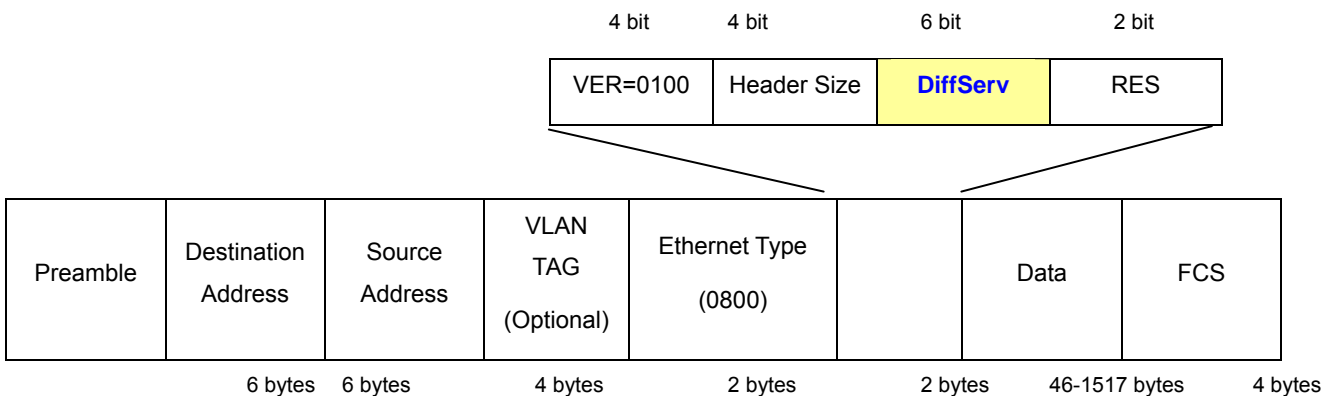 4 bit 4 bit 6 bit 2 bit
VER=0100 Header Size DiffServ RES
Preamble
Destination
Address
Source
Address
VLAN
TAG
(Optional)
Ethernet Type
(0800)
Data
FCS
6 bytes 6 bytes 4 bytes 2 bytes 2 bytes 46-1517 bytes 4 bytes